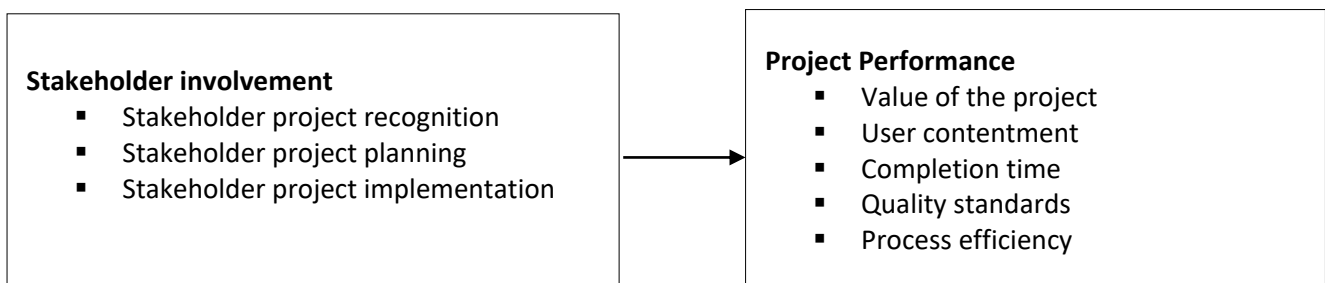 Stakeholder involvement
▪ Stakeholder project recognition
▪ Stakeholder project planning
▪ Stakeholder project implementation
Project Performance
▪ Value of the project
▪ User contentment
▪ Completion time
▪ Quality standards
▪ Process efficiency